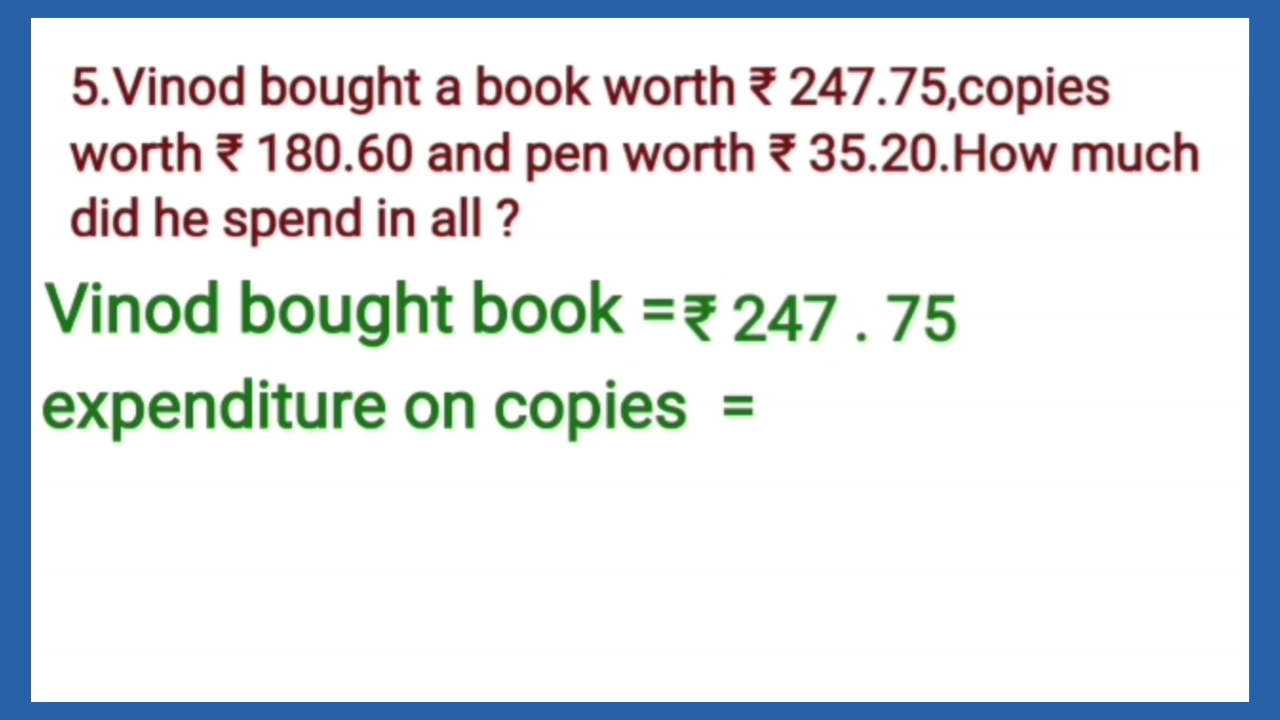 5.Vinod bought a book worth ₹ 247.75,copies
worth ₹ 180.60 and pen worth ₹ 35.20.How much
did he spend in all ?
Vinod bought book =₹ 247 . 75
expenditure on copies =